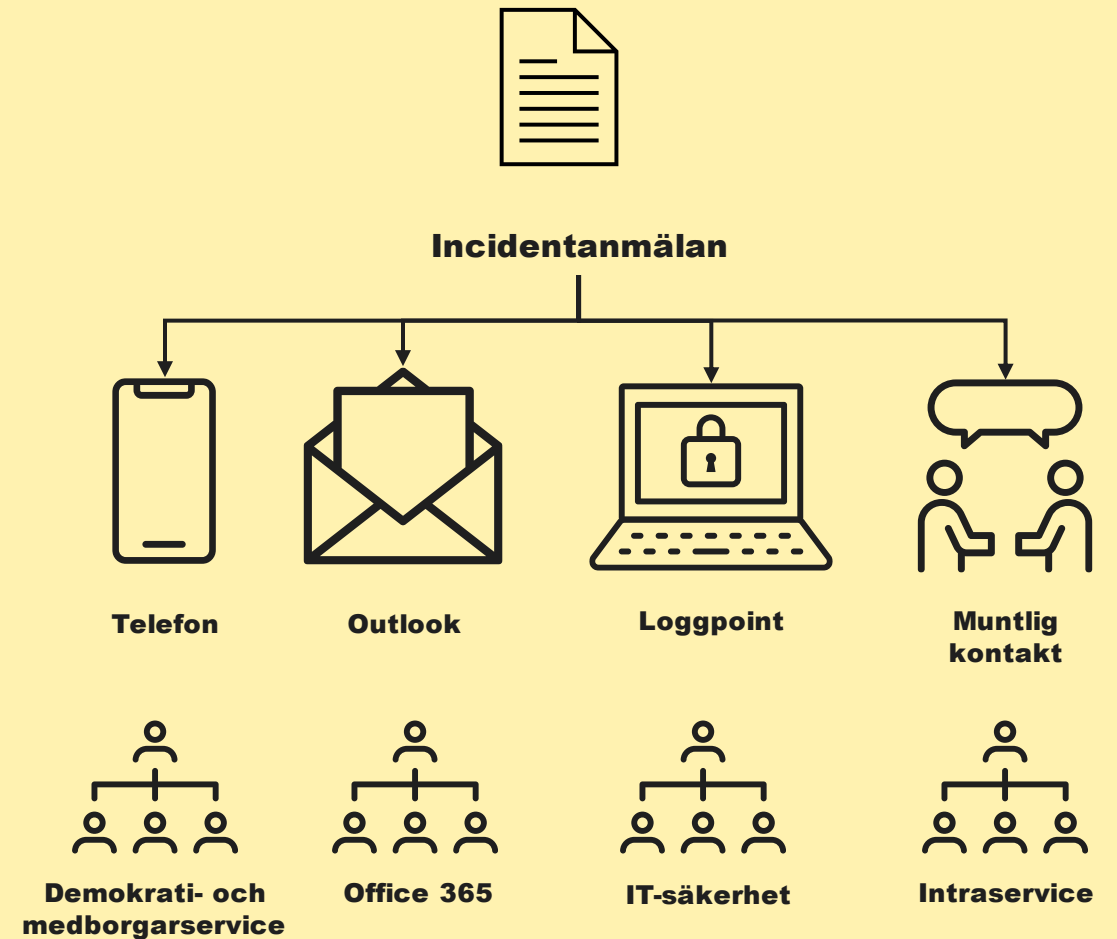 Incidentanmälan
Telefon
Outlook
Loggpoint
Muntlig
kontakt
Demokrati- och
medborgarservice
Office 365
IT-säkerhet
Intraservice